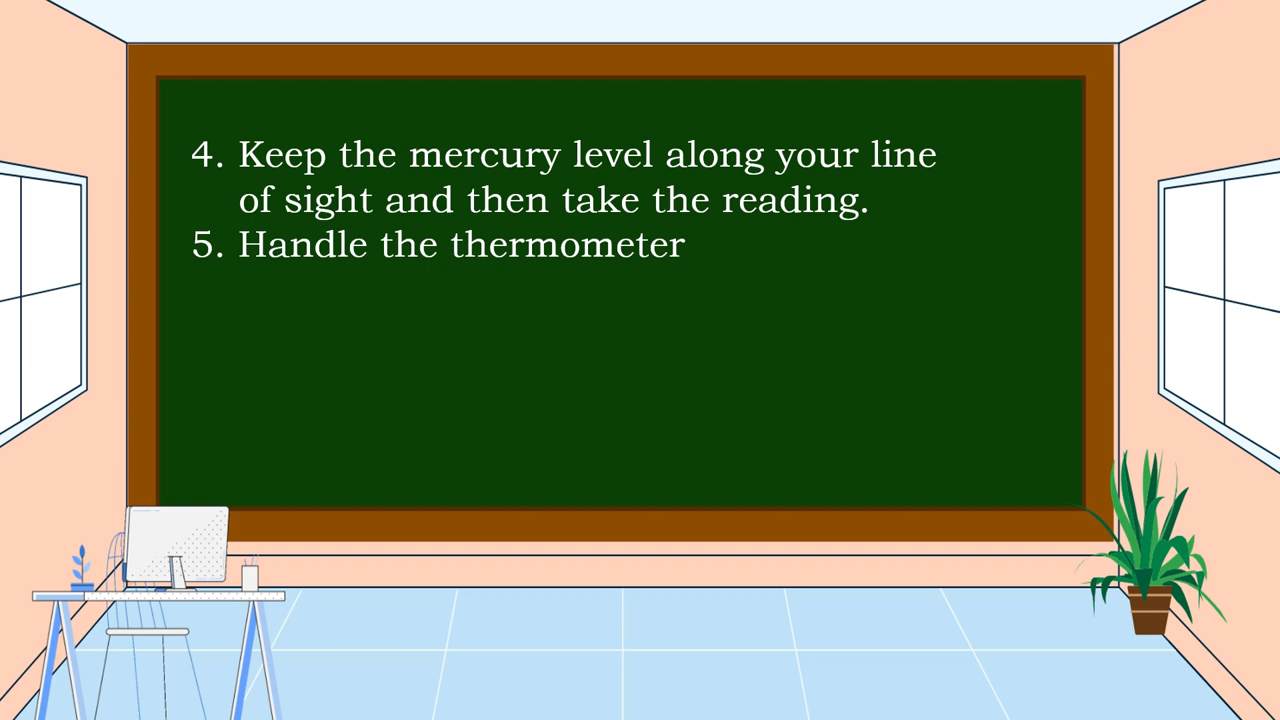 4. Keep the mercury level along your line
of sight and then take the reading.
5. Handle the thermometer